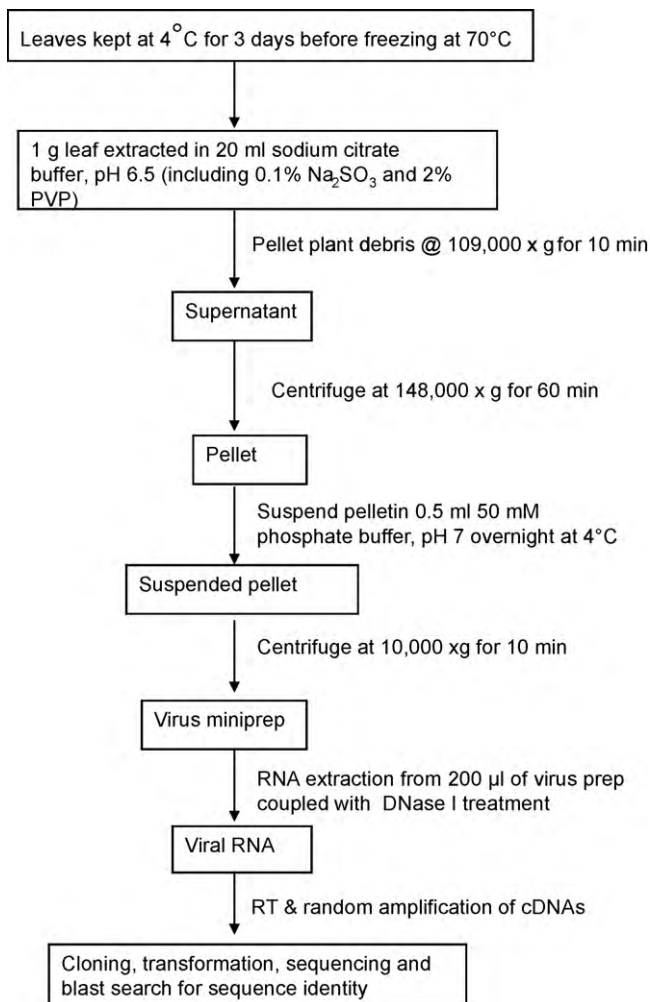 Leaves kept at 4°C for 3 days before freezing at 70°C
1 g leaf extracted in 20 ml sodium citrate
buffer, pH 6.5 (including 0.1% Na₂SO₃ and 2%
PVP)
Pellet plant debris @ 109,000 x g for 10 min
Supernatant
Centrifuge at 148,000 x g for 60 min
Pellet
Suspend pelletin 0.5 ml 50 mM
phosphate buffer, pH 7 overnight at 4°C
Suspended pellet
Centrifuge at 10,000 xg for 10 min
Virus miniprep
RNA extraction from 200 µl of virus prep
coupled with DNase I treatment
Viral RNA
RT & random amplification of cDNAs
Cloning, transformation, sequencing and
blast search for sequence identity